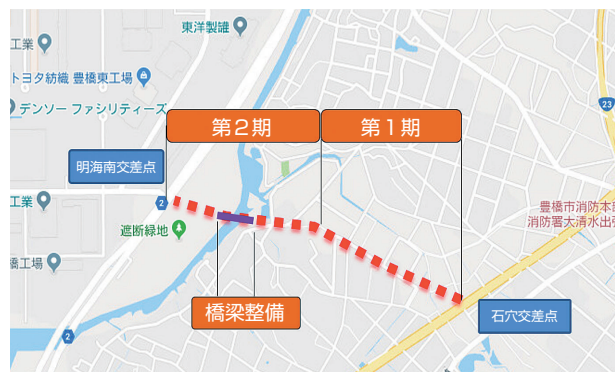 東洋製罐
工業
トヨタ紡織 豊橋東工場
デンソー ファシリティーズ
第2期
第1期
23
明海南交差点
2
工業
遮断緑地
豊橋市消防本部
消防署大清水出張
橋工場
橋梁整備
石穴交差点
2